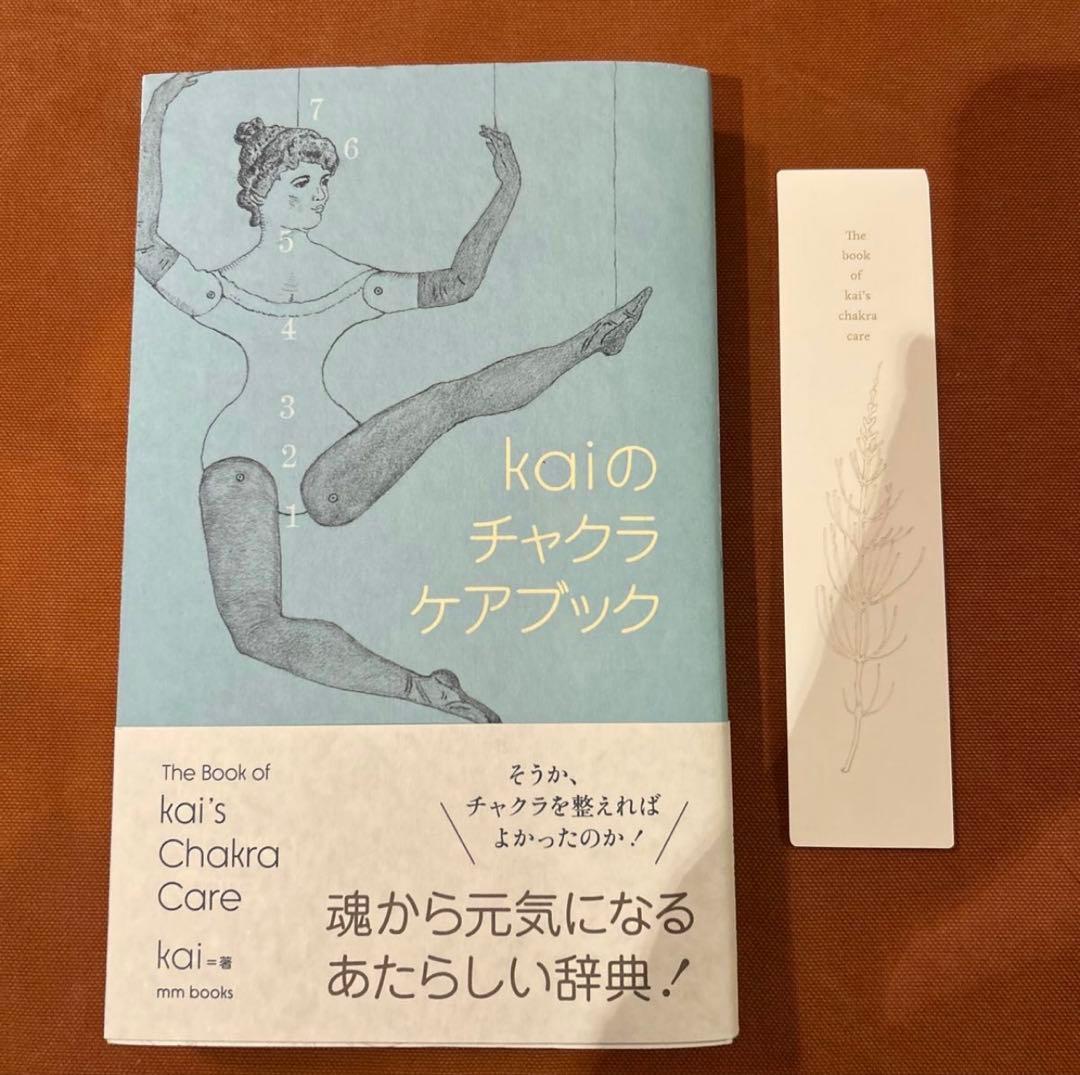 7
6
5
4
3
2
1
kaiの
チャクラ
ケアブック
The Book of
kai's
Chakra
Care
kai=著
mm books
そうか、
チャクラを整えれば
よかったのか!
魂から元気になる
あたらしい辞典!
The
book
of
kai's
chakra
care